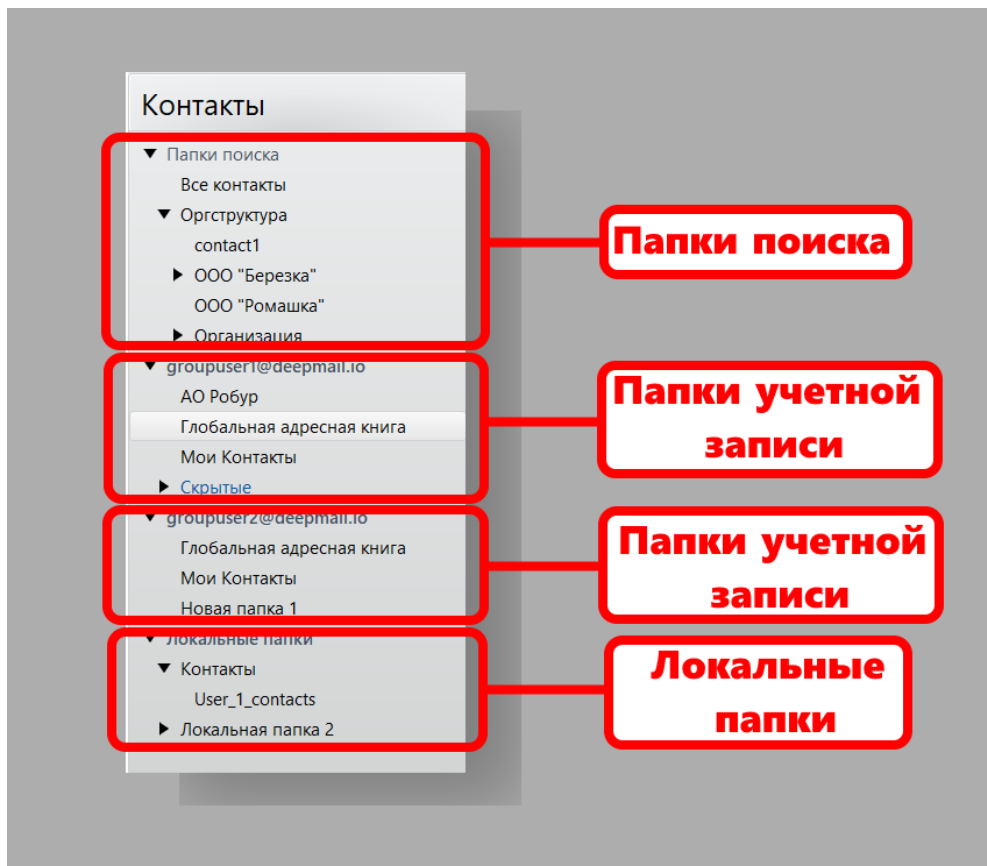 Контакты
Папки поиска
Все контакты
Оргструктура
contact1
ООО "Березка"
ООО "Ромашка"
Организация
groupuser1@deepmail.io
АО Робур
Глобальная адресная книга
Мои Контакты
Скрытые
groupuser2@deepmail.io
Глобальная адресная книга
Мои Контакты
Новая папка 1
Локальные папки
Контакты
User_1_contacts
Локальная папка 2
Папки поиска
Папки учетной
записи
Папки учетной
записи
Локальные
папки